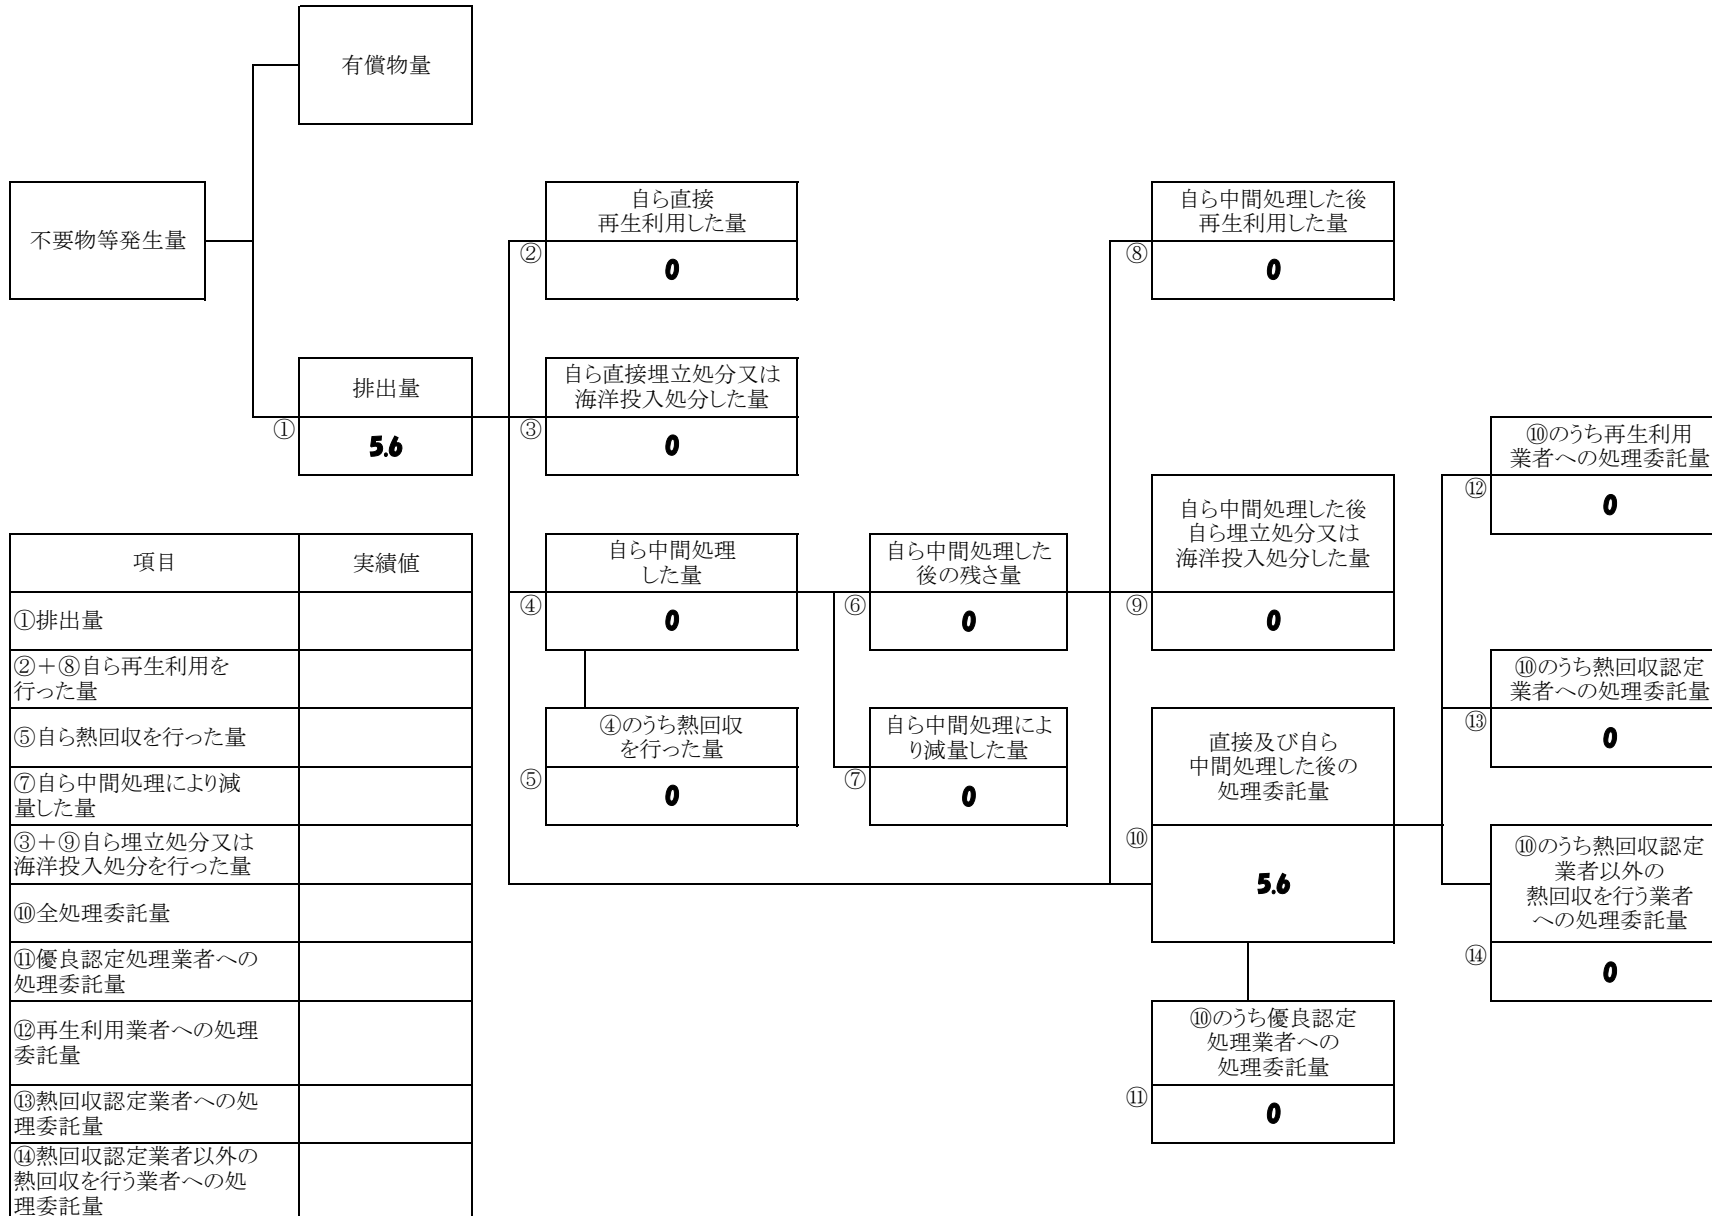 有償物量
不要物等発生量
排出量
①
5.6
自ら直接
再生利用した量
②
0
自ら直接埋立処分又は
海洋投入処分した量
③
0
自ら中間処理
した量
④
0
④のうち熱回収
を行った量
⑤
0
自ら中間処理した
後の残さ量
⑥
0
自ら中間処理によ
り減量した量
⑦
0
自ら中間処理した後
再生利用した量
⑧
0
自ら中間処理した後
自ら埋立処分又は
海洋投入処分した量
⑨
0
直接及び自ら
中間処理した後の
処理委託量
⑩
5.6
⑩のうち優良認定
処理業者への
処理委託量
⑪
0
⑩のうち再生利用
業者への処理委託量
⑫
0
⑩のうち熱回収認定
業者への処理委託量
⑬
0
⑩のうち熱回収認定
業者以外の
熱回収を行う業者
への処理委託量
⑭
0
項目
実績値
①排出量
②+⑧自ら再生利用を
行った量
⑤自ら熱回収を行った量
⑦自ら中間処理により減
量した量
③+⑨自ら埋立処分又は
海洋投入処分を行った量
⑩全処理委託量
⑪優良認定処理業者への
処理委託量
⑫再生利用業者への処理
委託量
⑬熱回収認定業者への処
理委託量
⑭熱回収認定業者以外の
熱回収を行う業者への処
理委託量